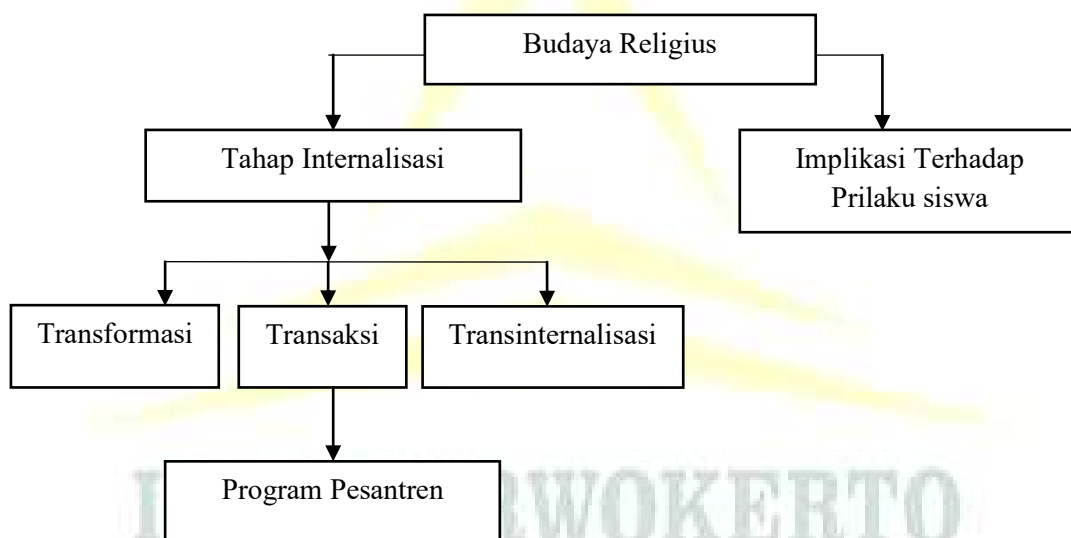 Budaya Religius
Tahap Internalisasi
Implikasi Terhadap
Prilaku siswa
Transformasi
Transaksi
Transinternalisasi
Program Pesantren